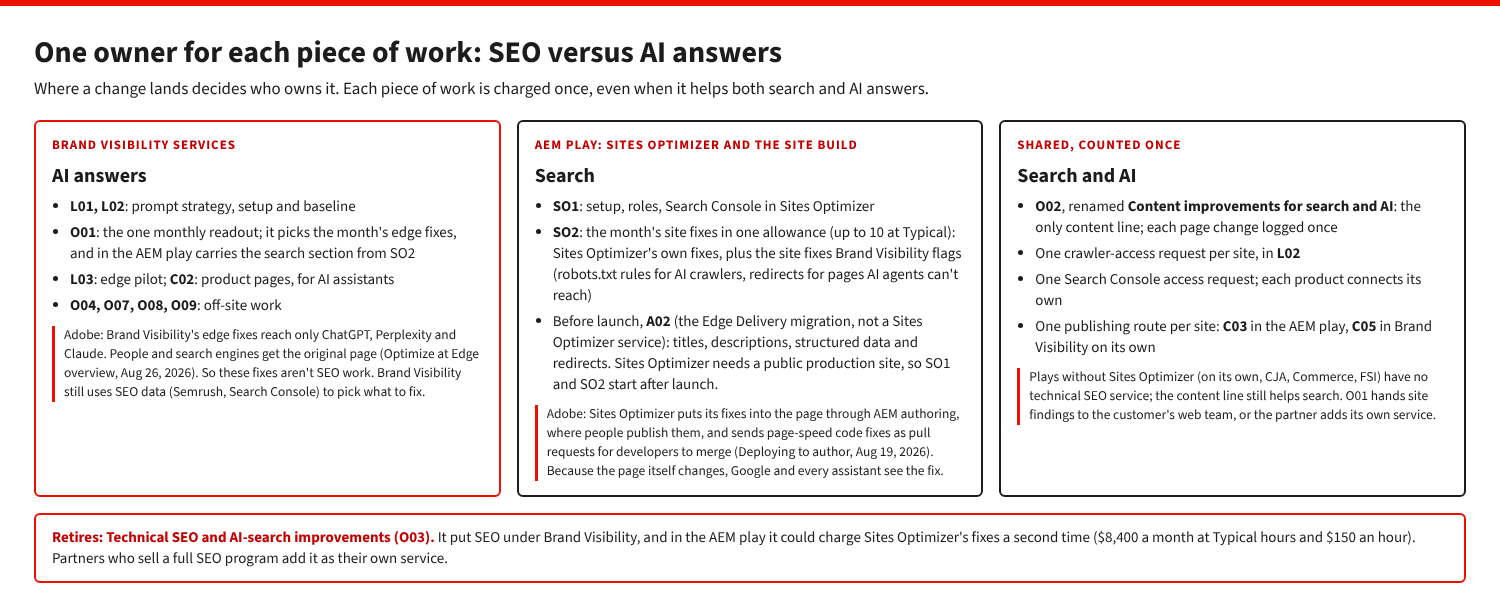 One owner for each piece of work: SEO versus AI answers
Where a change lands decides who owns it. Each piece of work is charged once, even when it helps both search and AI answers.
BRAND VISIBILITY SERVICES
AI answers
• L01, L02: prompt strategy, setup and baseline
• O01: the one monthly readout; it picks the month's edge fixes,
and in the AEM play carries the search section from SO2
• L03: edge pilot; C02: product pages, for AI assistants
• O04, O07, O08, O09: off-site work
Adobe: Brand Visibility's edge fixes reach only ChatGPT, Perplexity and
Claude. People and search engines get the original page (Optimize at Edge
overview, Aug 26, 2026). So these fixes aren't SEO work. Brand Visibility
still uses SEO data (Semrush, Search Console) to pick what to fix.
AEM PLAY: SITES OPTIMIZER AND THE SITE BUILD
Search
• SO1: setup, roles, Search Console in Sites Optimizer
• SO2: the month's site fixes in one allowance (up to 10 at Typical):
Sites Optimizer's own fixes, plus the site fixes Brand Visibility flags
(robots.txt rules for AI crawlers, redirects for pages AI agents can't
reach)
• Before launch, A02 (the Edge Delivery migration, not a Sites
Optimizer service): titles, descriptions, structured data and
redirects. Sites Optimizer needs a public production site, so SO1
and SO2 start after launch.
Adobe: Sites Optimizer puts its fixes into the page through AEM authoring,
where people publish them, and sends page-speed code fixes as pull
requests for developers to merge (Deploying to author, Aug 19, 2026).
Because the page itself changes, Google and every assistant see the fix.
SHARED, COUNTED ONCE
Search and AI
• O02, renamed Content improvements for search and AI: the
only content line; each page change logged once
• One crawler-access request per site, in L02
• One Search Console access request; each product connects its
own
• One publishing route per site: C03 in the AEM play, C05 in Brand
Visibility on its own
Plays without Sites Optimizer (on its own, CJA, Commerce, FSI) have no
technical SEO service; the content line still helps search. O01 hands site
findings to the customer's web team, or the partner adds its own service.
Retires: Technical SEO and AI-search improvements (O03). It put SEO under Brand Visibility, and in the AEM play it could charge Sites Optimizer's fixes a second time ($8,400 a month at Typical hours and $150 an hour).
Partners who sell a full SEO program add it as their own service.